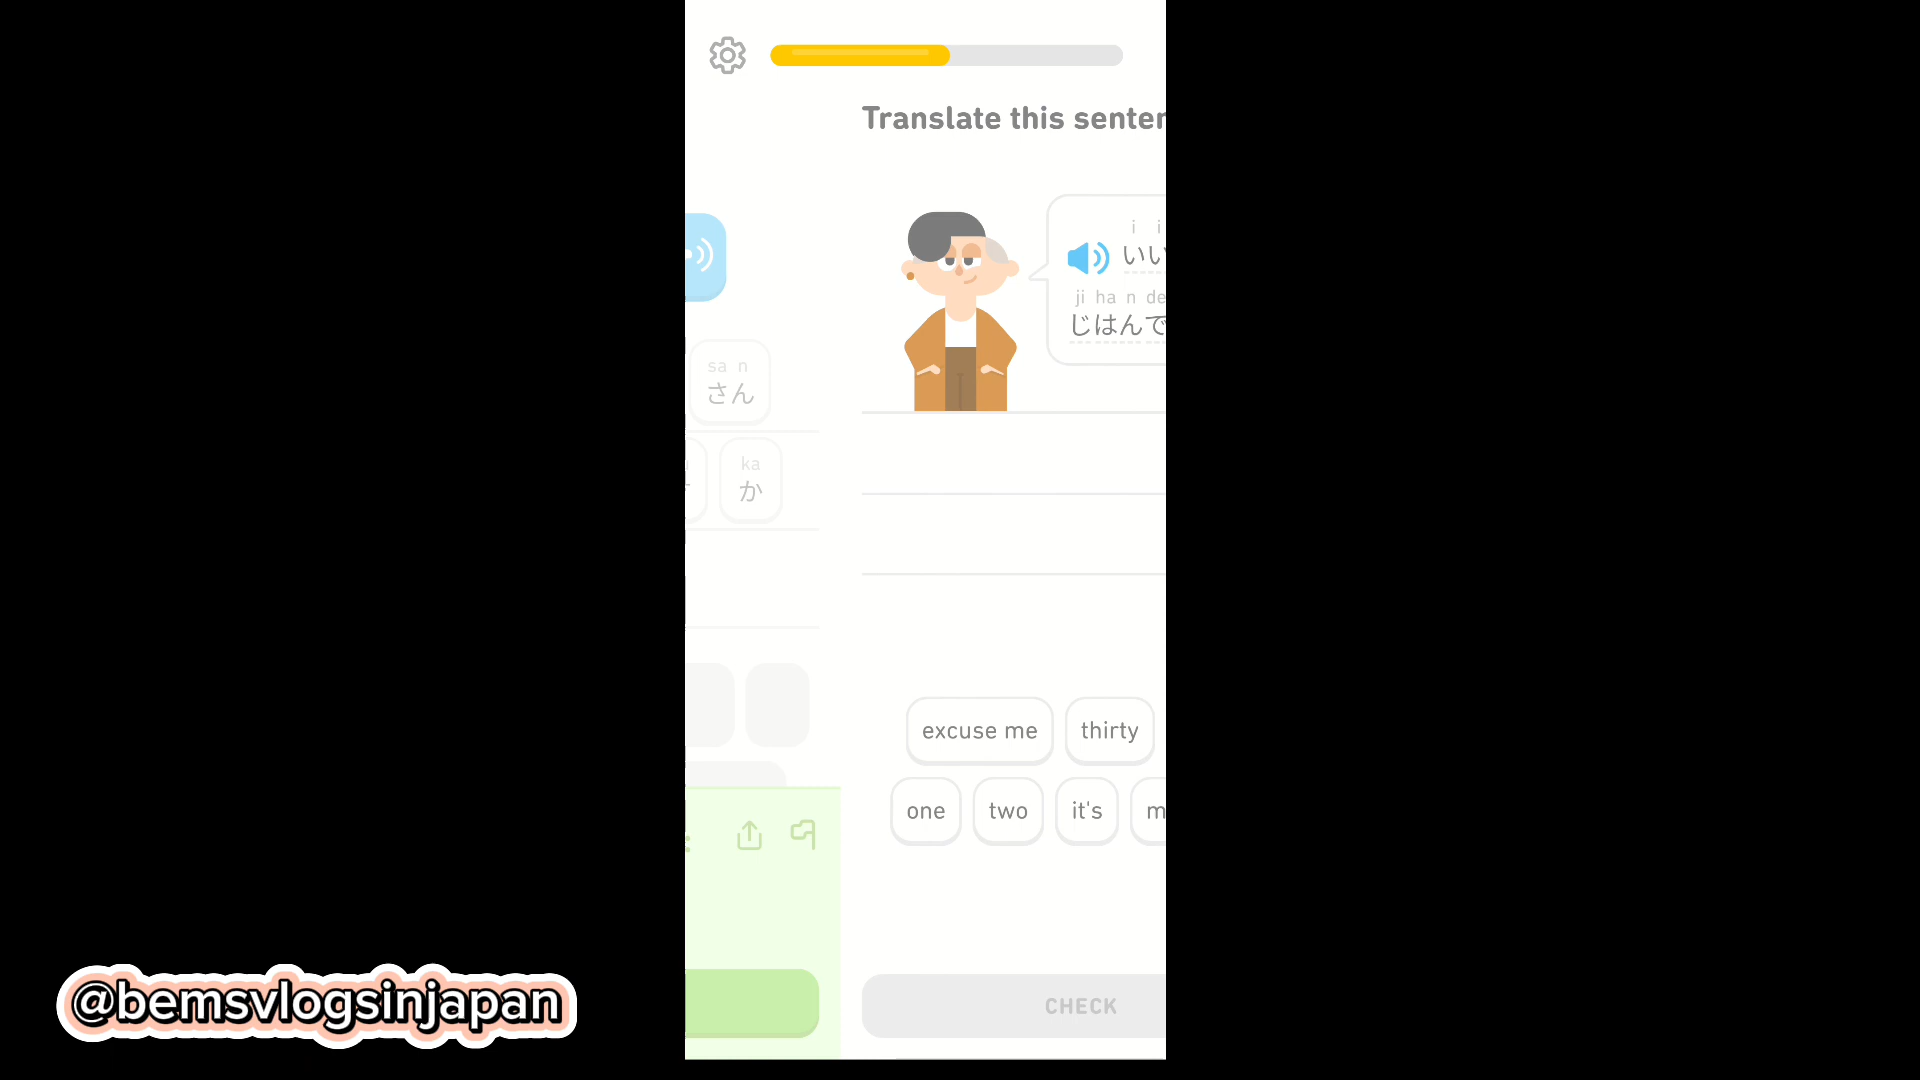 Translate this senten
i i
いい
ji ha n de
じはんで
sa n
さん
ka
か
excuse me thirty
one two it's m
CHECK
@bemsvlogsinjapan